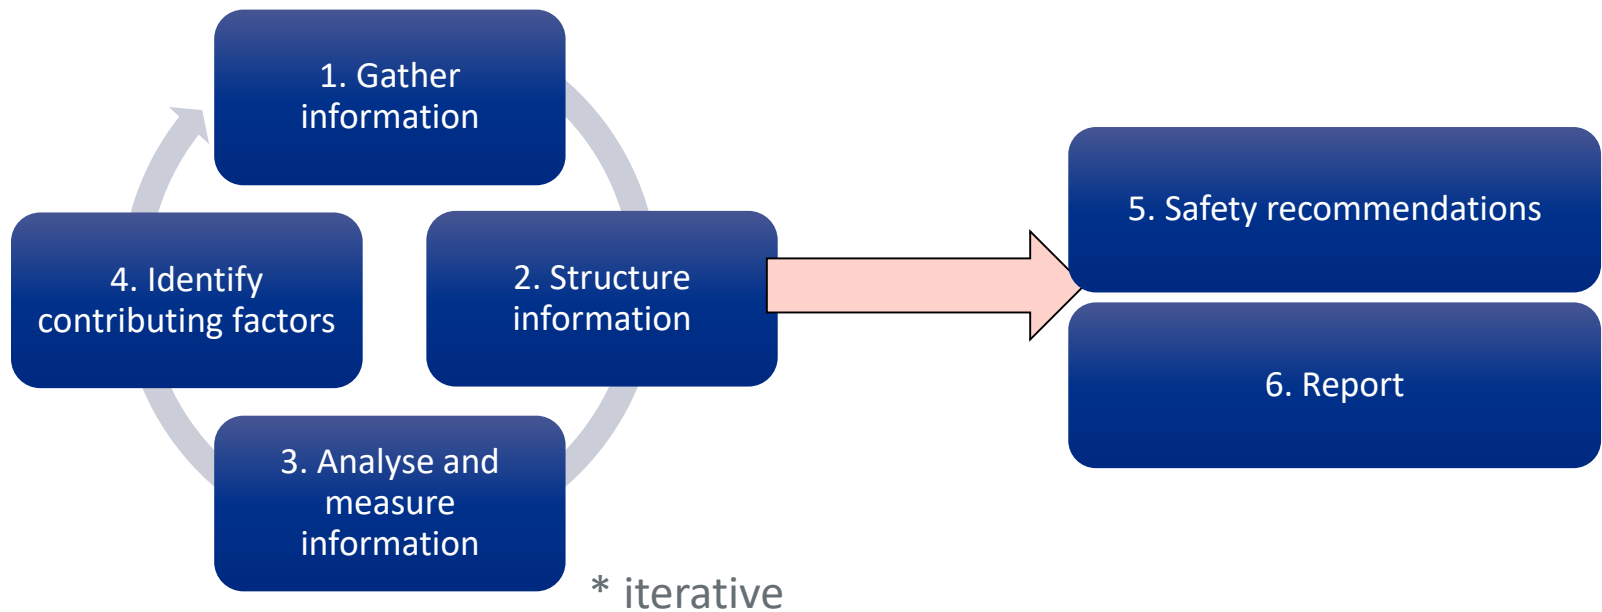 1. Gather
information
2. Structure
information
3. Analyse and
measure
information
4. Identify
contributing factors
5. Safety recommendations
6. Report
* iterative